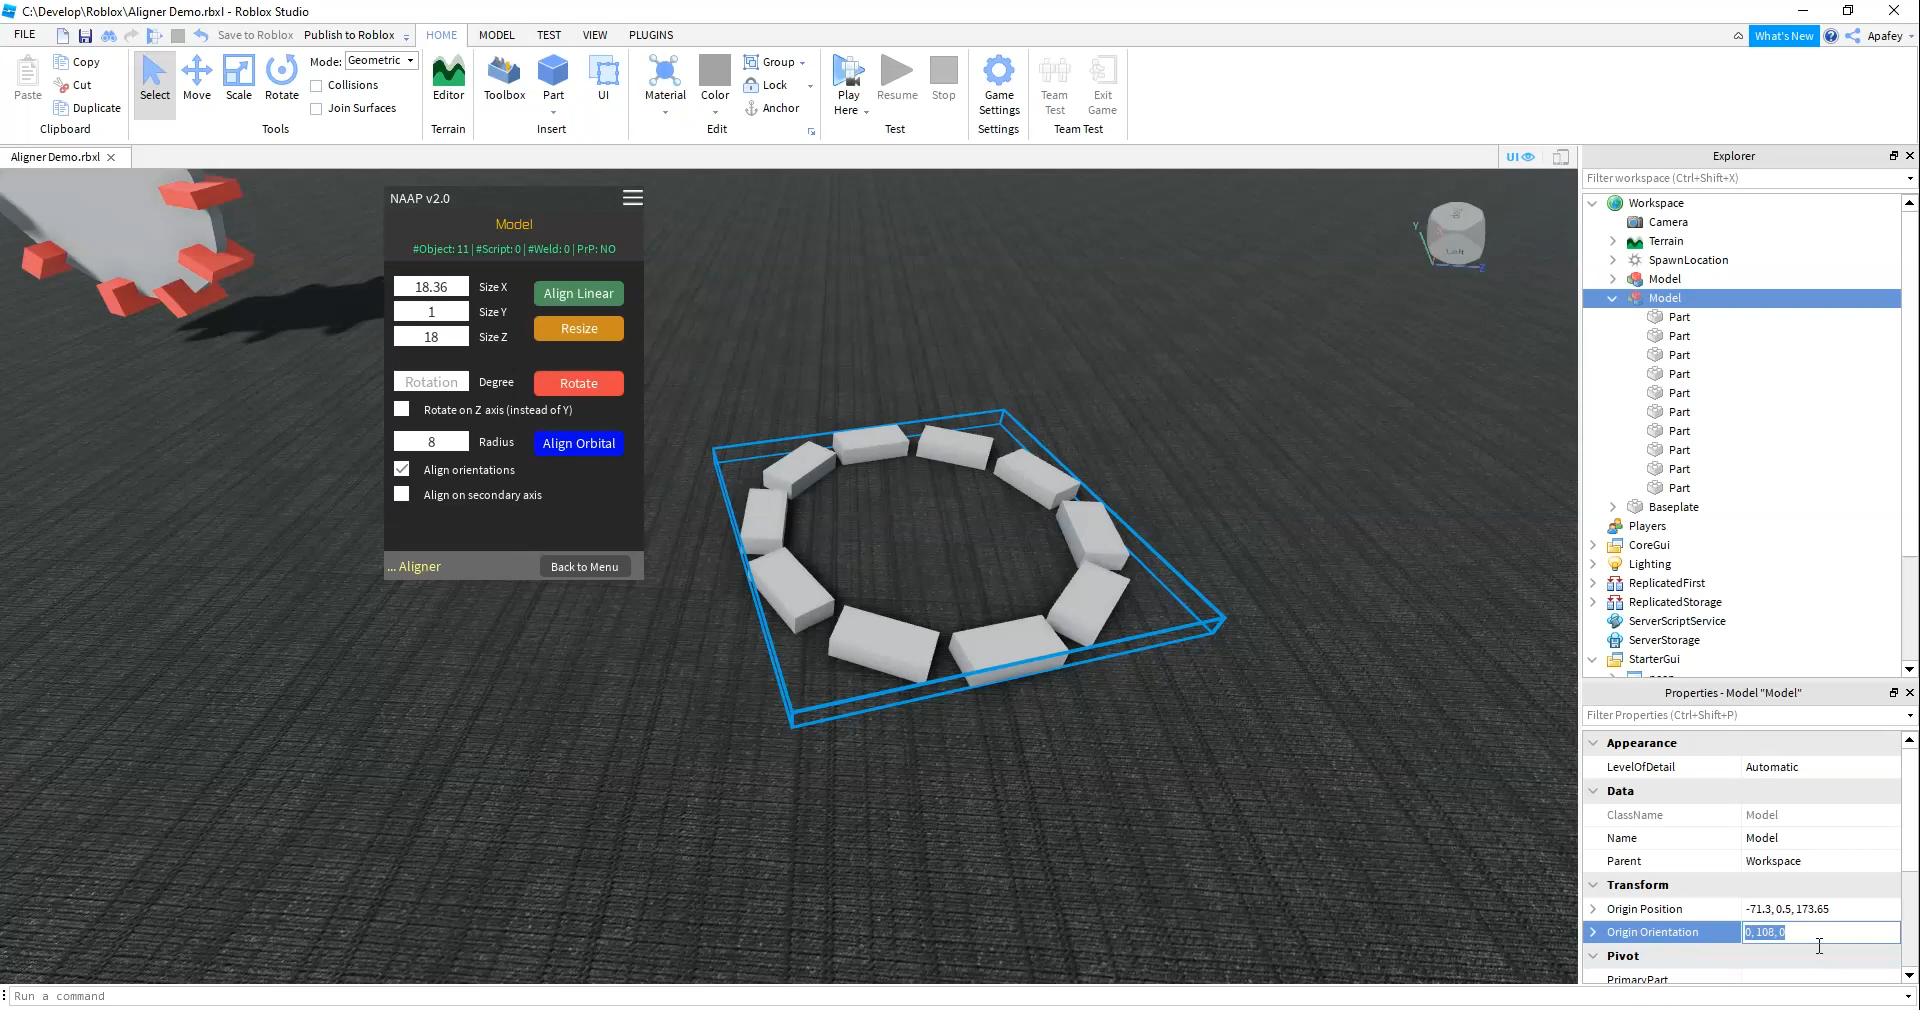 C:\Develop\Roblox\Aligner Demo.rbxl - Roblox Studio
FILE
Save to Roblox
Publish to Roblox
HOME
MODEL
TEST
VIEW
PLUGINS
What's New
Apafey
Paste
Copy
Cut
Duplicate
Clipboard
Select
Move
Scale
Rotate
Mode: Geometric
Collisions
Join Surfaces
Tools
Editor
Terrain
Toolbox
Part
UI
Insert
Material
Color
Group
Lock
Anchor
Edit
Play
Here
Resume
Stop
Test
Game
Settings
Settings
Team
Test
Exit
Game
Team Test
Aligner Demo.rbxl
UI
NAAP v2.0
Model
#Object: 11 | #Script: 0 | #Weld: 0 | PrP: NO
18.36 Size X Align Linear
1 Size Y
Resize
18 Size Z
Rotation Degree Rotate
Rotate on Z axis (instead of Y)
8 Radius Align Orbital
Align orientations
Align on secondary axis
... Aligner Back to Menu
Y
Left
Z
Explorer
Filter workspace (Ctrl+Shift+X)
Workspace
Camera
Terrain
SpawnLocation
Model
Model
Part
Part
Part
Part
Part
Part
Part
Part
Part
Part
Baseplate
Players
CoreGui
Lighting
ReplicatedFirst
ReplicatedStorage
ServerScriptService
ServerStorage
StarterGui
Properties - Model "Model"
Filter Properties (Ctrl+Shift+P)
Appearance
LevelOfDetail Automatic
Data
ClassName Model
Name Model
Parent Workspace
Transform
Origin Position -71.3, 0.5, 173.65
Origin Orientation 0, 108, 0
Pivot
PrimaryPart
Run a command